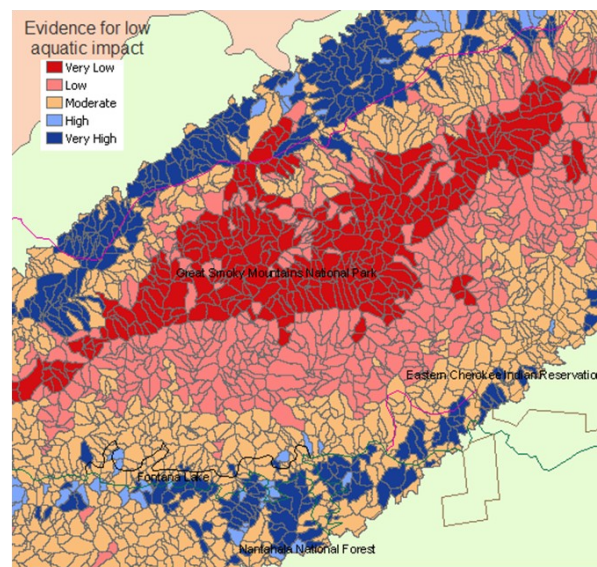 Evidence for low
aquatic impact
Very Low
Low
Moderate
High
Very High
Great Smoky Mountains National Park
Eastern Cherokee Indian Reservation
Fontana Lake
Nantahala National Forest